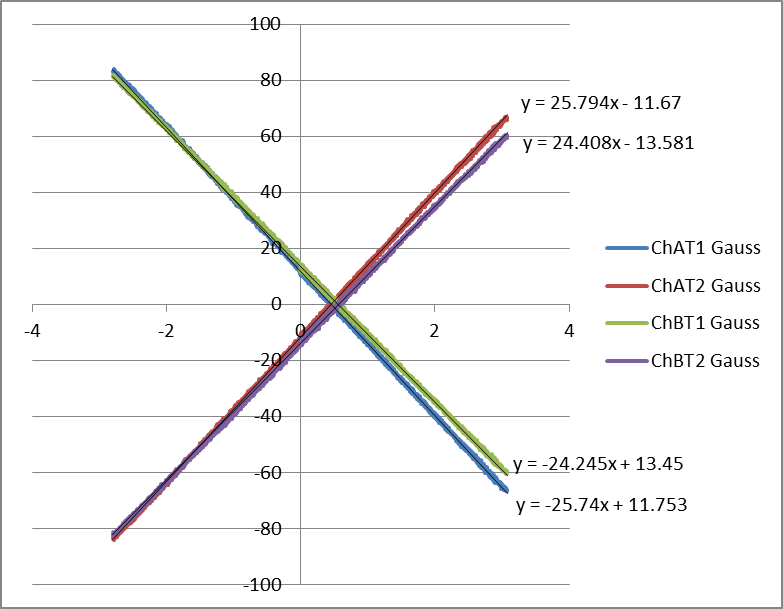 100
80
60
40
20
0
-20
-40
-60
-80
-100
-4
-2
0
2
4
y = 25.794x - 11.67
y = 24.408x - 13.581
ChAT1 Gauss
ChAT2 Gauss
ChBT1 Gauss
ChBT2 Gauss
y = -24.245x + 13.45
y = -25.74x + 11.753